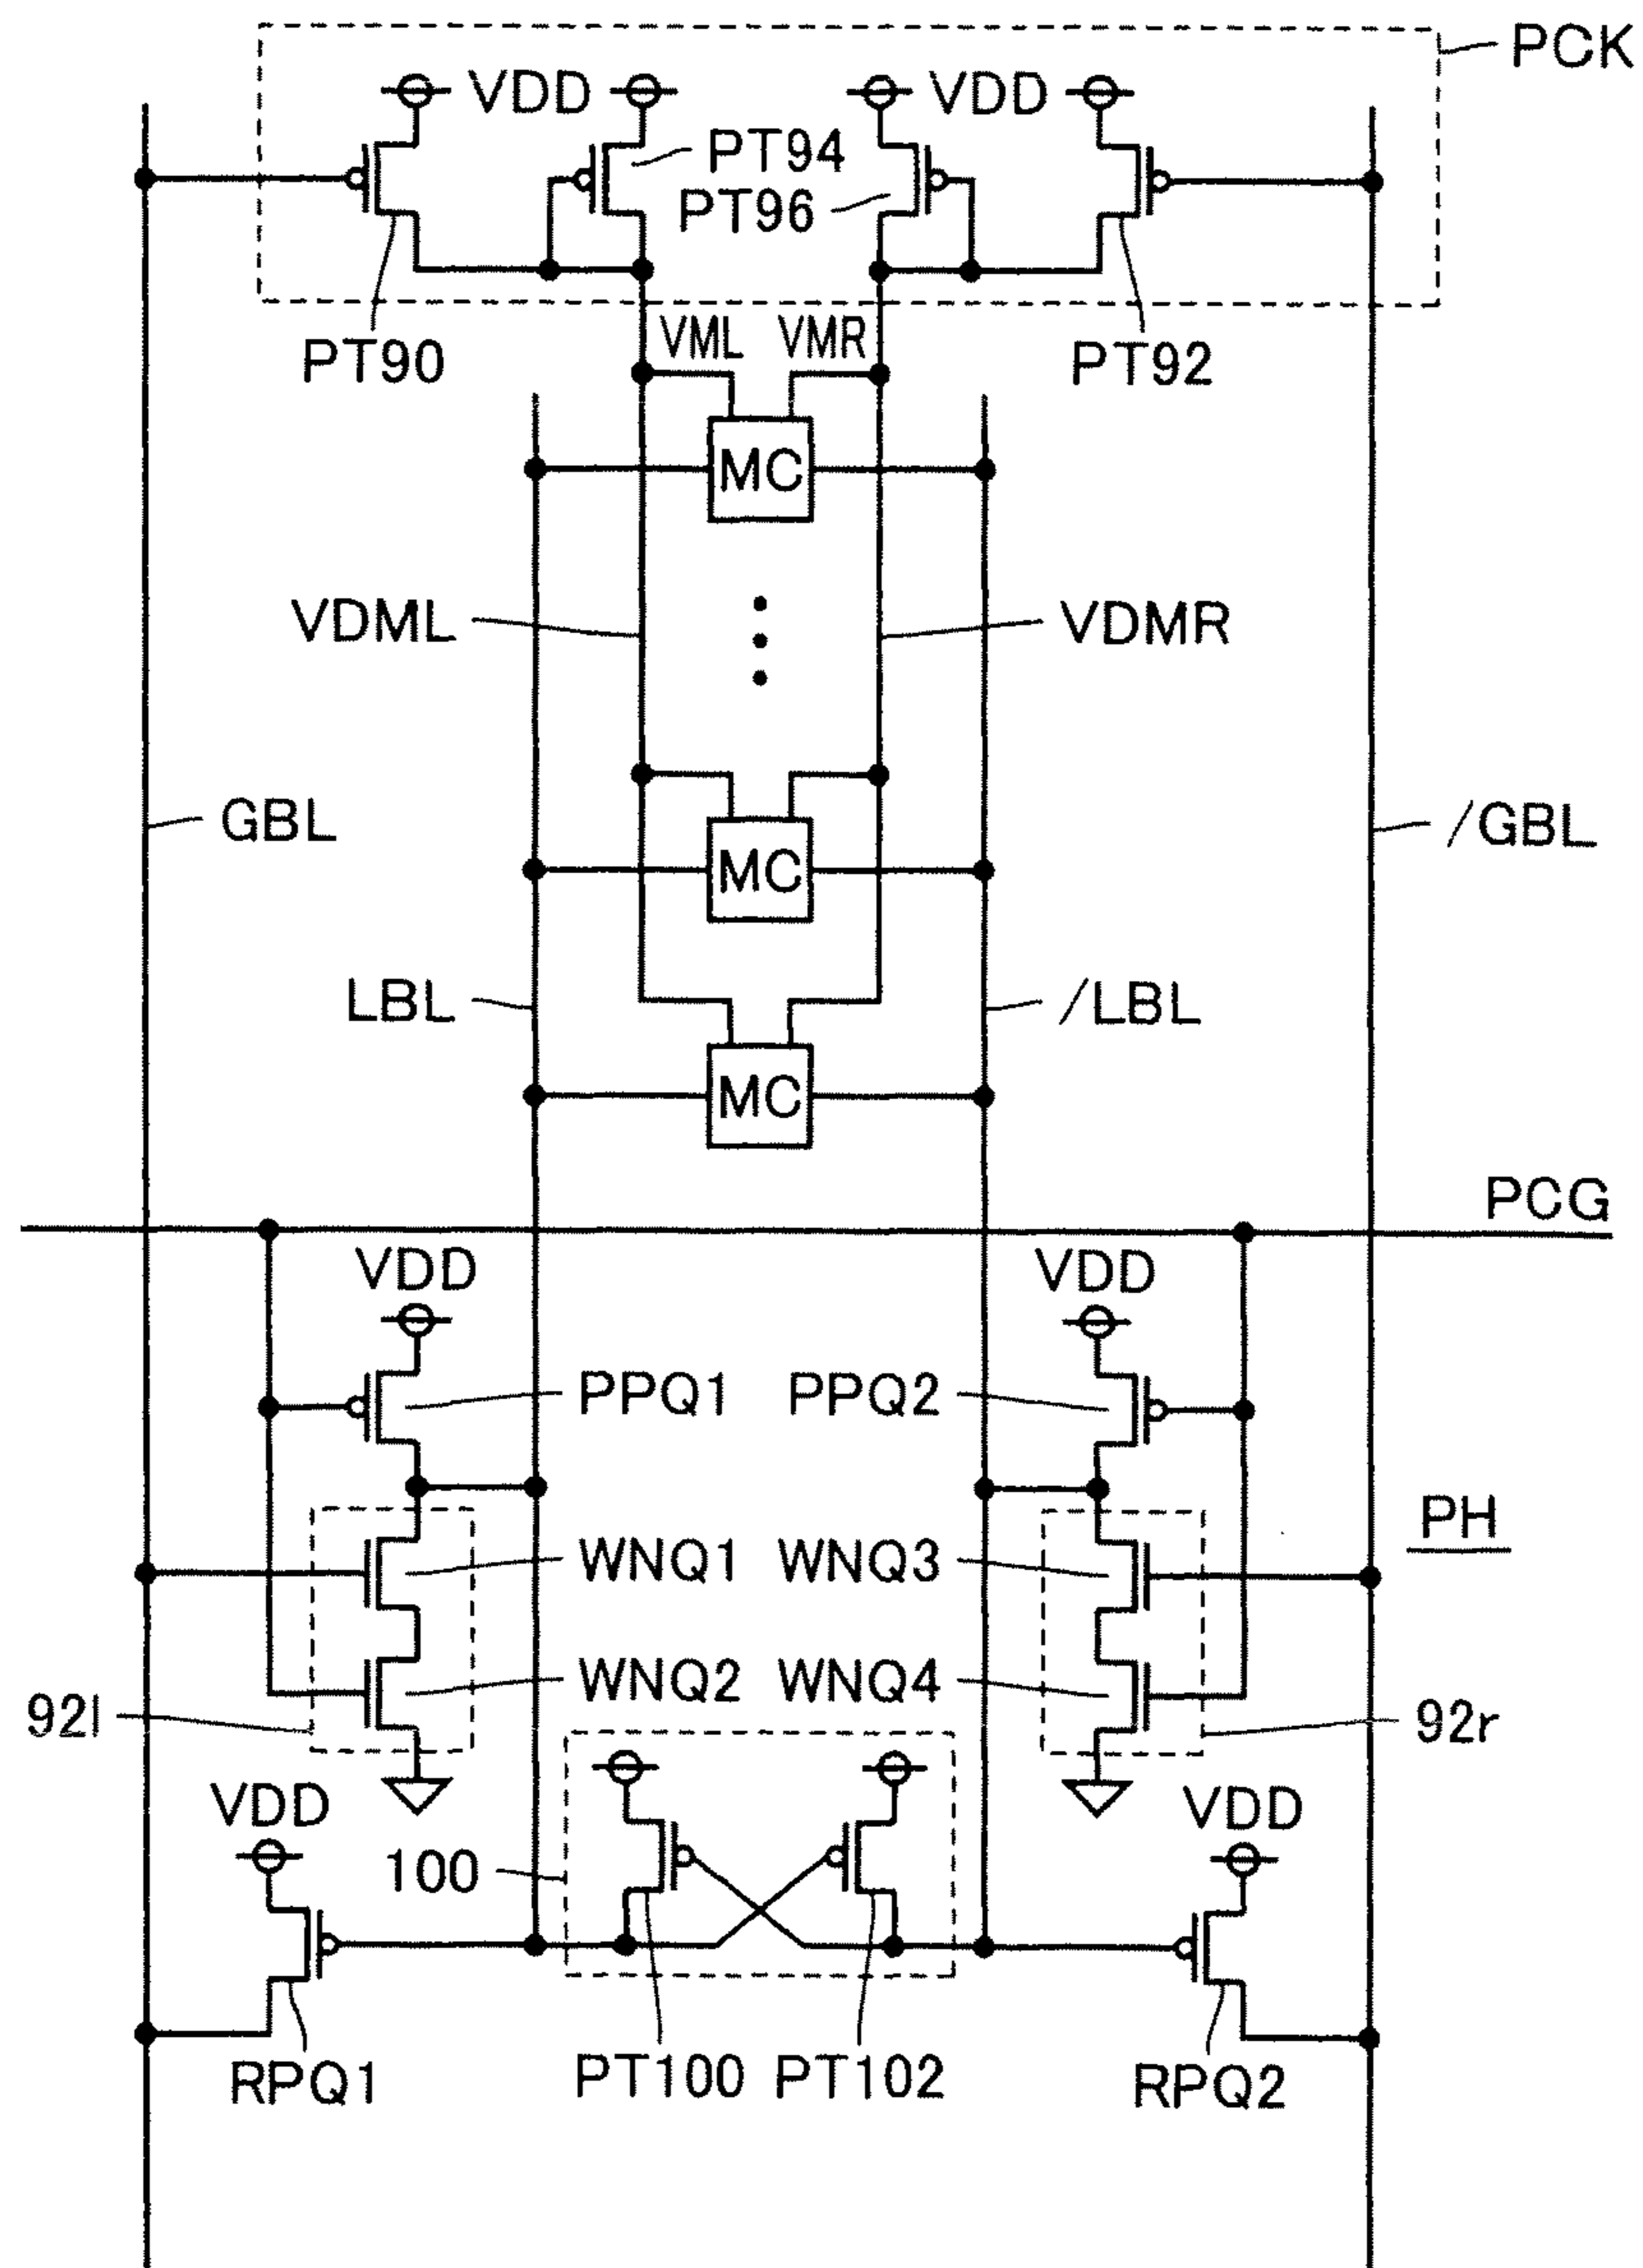 PCK
VDD VDD
PT94
PT96
PT90 VML VMR PT92
MC
VDML VDMR
GBL /GBL
MC
LBL /LBL
MC
PCG
VDD VDD
PPQ1 PPQ2
PH
WNQ1 WNQ3
WNQ2 WNQ4
92l 92r
VDD VDD
100
RPQ1 PT100 PT102 RPQ2